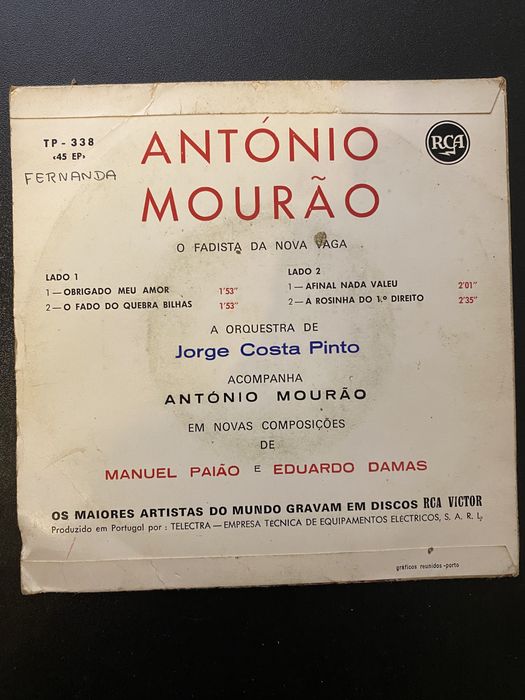 TP - 338
‹45 EP›
FERNANDA
ANTÓNIO
MOURÃO
RCA
O FADISTA DA NOVA VAGA
LADO 1
1 — OBRIGADO MEU AMOR 1'53"
2 — O FADO DO QUEBRA BILHAS 1'53"
LADO 2
1 — AFINAL NADA VALEU 2'01"
2 — A ROSINHA DO 1.º DIREITO 2'35"
A ORQUESTRA DE
Jorge Costa Pinto
ACOMPANHA
ANTÓNIO MOURÃO
EM NOVAS COMPOSIÇÕES
DE
MANUEL PAIÃO E EDUARDO DAMAS
OS MAIORES ARTISTAS DO MUNDO GRAVAM EM DISCOS RCA VICTOR
Produzido em Portugal por : TELECTRA — EMPRESA TÉCNICA DE EQUIPAMENTOS ELÉCTRICOS, S. A. R. L.
gráficos reunidos - porto